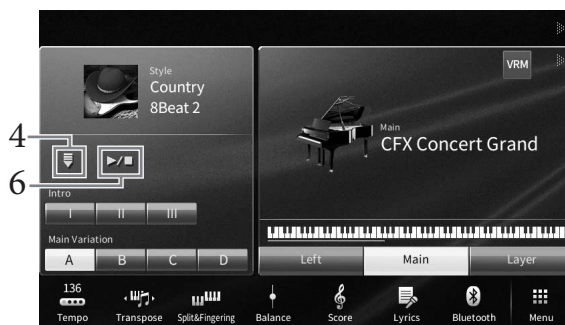 Style
Country
8Beat 2
VRM
Main
CFX Concert Grand
4
6
Intro
I II III
Main Variation
A B C D
Left Main Layer
136
Tempo Transpose Split&Fingering Balance Score Lyrics Bluetooth Menu